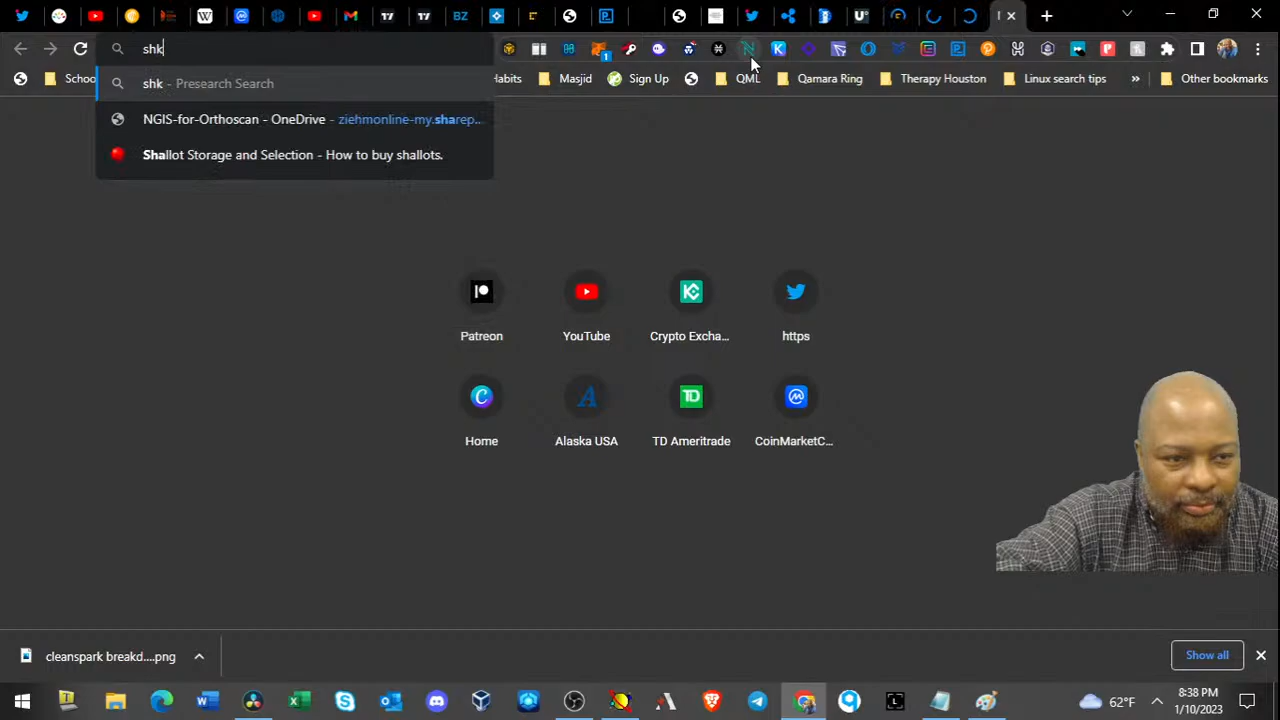 shk
Schoo
Habits
Masjid
Sign Up
QML
Qamara Ring
Therapy Houston
Linux search tips
»
Other bookmarks
shk - Presearch Search
NGIS-for-Orthoscan - OneDrive - ziehmonline-my.sharep...
Shallot Storage and Selection - How to buy shallots.
Patreon
YouTube
Crypto Excha...
https
Home
Alaska USA
TD Ameritrade
CoinMarketC...
cleanspark breakd....png
Show all
62°F
8:38 PM
1/10/2023